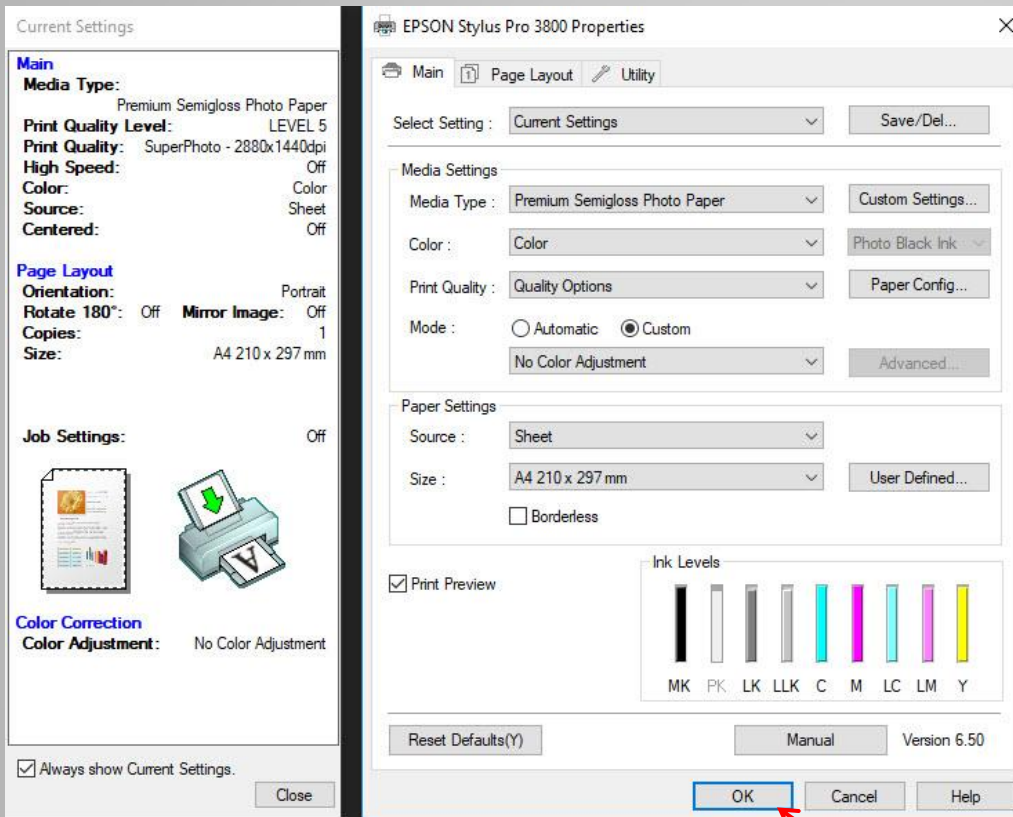 Current Settings
Main
Media Type:
Premium Semigloss Photo Paper
Print Quality Level: LEVEL 5
Print Quality: SuperPhoto - 2880x1440dpi
High Speed: Off
Color: Color
Source: Sheet
Centered: Off
Page Layout
Orientation: Portrait
Rotate 180°: Off Mirror Image: Off
Copies: 1
Size: A4 210 x 297 mm
Job Settings: Off
A
Color Correction
Color Adjustment: No Color Adjustment
Always show Current Settings.
Close
EPSON Stylus Pro 3800 Properties
Main 1 Page Layout Utility
Select Setting : Current Settings Save/Del...
Media Settings
Media Type : Premium Semigloss Photo Paper Custom Settings...
Color : Color Photo Black Ink
Print Quality : Quality Options Paper Config...
Mode : Automatic Custom
No Color Adjustment Advanced...
Paper Settings
Source : Sheet
Size : A4 210 x 297 mm User Defined...
Borderless
Print Preview
Ink Levels
MK PK LK LLK C M LC LM Y
Reset Defaults(Y) Manual Version 6.50
OK Cancel Help